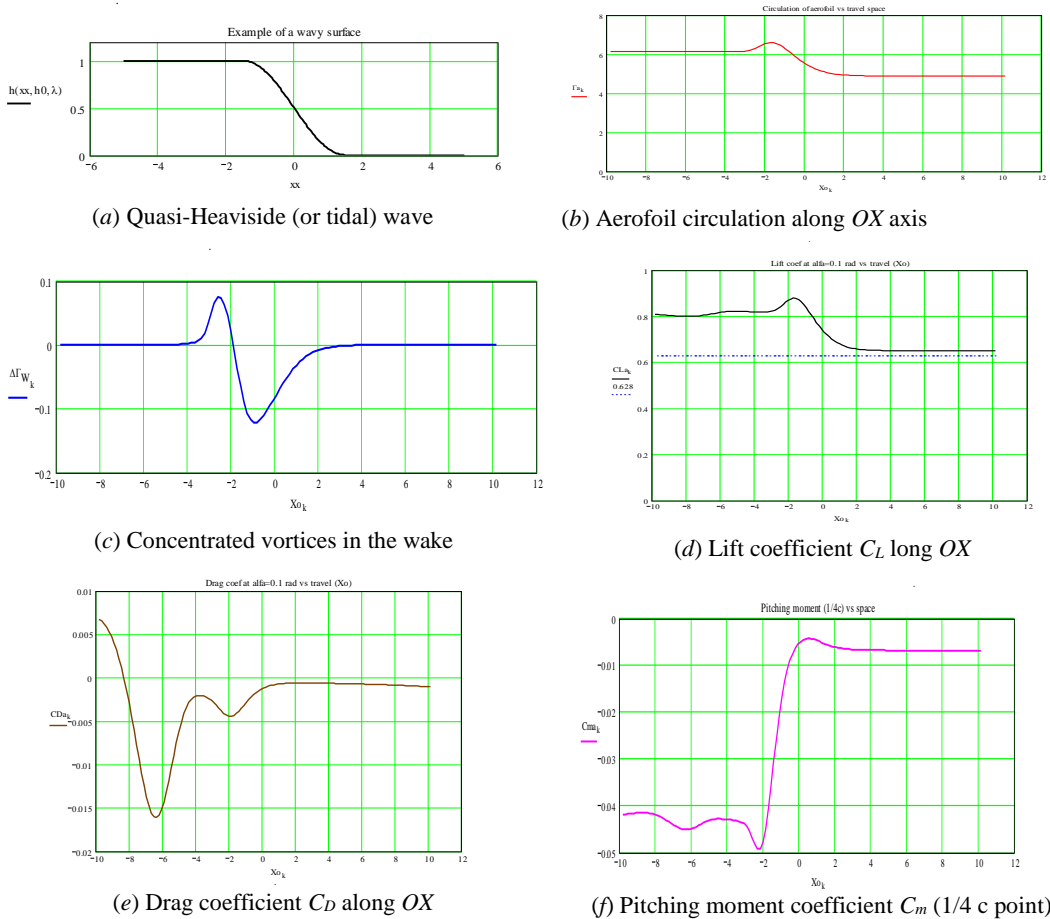 Example of a wavy surface
h(xx, h0, λ)
1
0.5
0
−6 −4 −2 0 2 4 6
xx
(a) Quasi-Heaviside (or tidal) wave
Circulation of aerofoil vs travel space
Γa_k
8
6
4
2
0
−10 −8 −6 −4 −2 0 2 4 6 8 10 12
Xo_k
(b) Aerofoil circulation along OX axis
ΔΓ_W_k
0.1
0
−0.1
−0.2
−10 −8 −6 −4 −2 0 2 4 6 8 10 12
Xo_k
(c) Concentrated vortices in the wake
Lift coef at alfa=0.1 rad vs travel (Xo)
1
0.8
0.6
CLa_k
0.628
0.4
0.2
0
−10 −8 −6 −4 −2 0 2 4 6 8 10 12
Xo_k
(d) Lift coefficient C_L long OX
Drag coef at alfa=0.1 rad vs travel (Xo)
0.01
0.005
0
CDa_k
−0.005
−0.01
−0.015
−0.02
−10 −8 −6 −4 −2 0 2 4 6 8 10 12
Xo_k
(e) Drag coefficient C_D along OX
Pitching moment (1/4c) vs space
0
−0.01
−0.02
Cma_k
−0.03
−0.04
−0.05
−10 −8 −6 −4 −2 0 2 4 6 8 10 12
Xo_k
(f) Pitching moment coefficient C_m (1/4 c point)